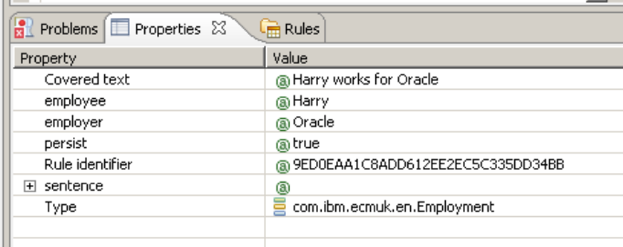 Problems Properties Rules
Property Value
Covered text Harry works for Oracle
employee Harry
employer Oracle
persist true
Rule identifier 9ED0EAA1C8ADD612EE2EC5C335DD34BB
sentence
Type com.ibm.ecmuk.en.Employment